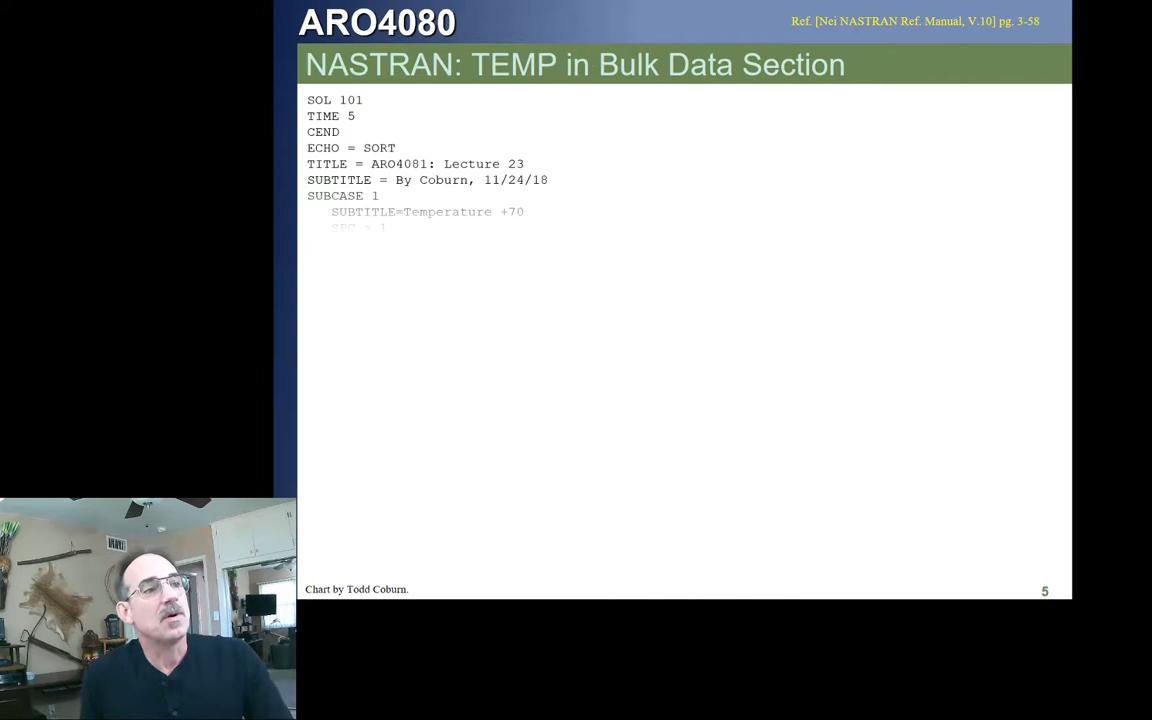 ARO4080
Ref. [Nei NASTRAN Ref. Manual, V.10] pg. 3-58
NASTRAN: TEMP in Bulk Data Section
SOL 101
TIME 5
CEND
ECHO = SORT
TITLE = ARO4081: Lecture 23
SUBTITLE = By Coburn, 11/24/18
SUBCASE 1
SUBTITLE=Temperature +70
SPC = 1
Chart by Todd Coburn.
5